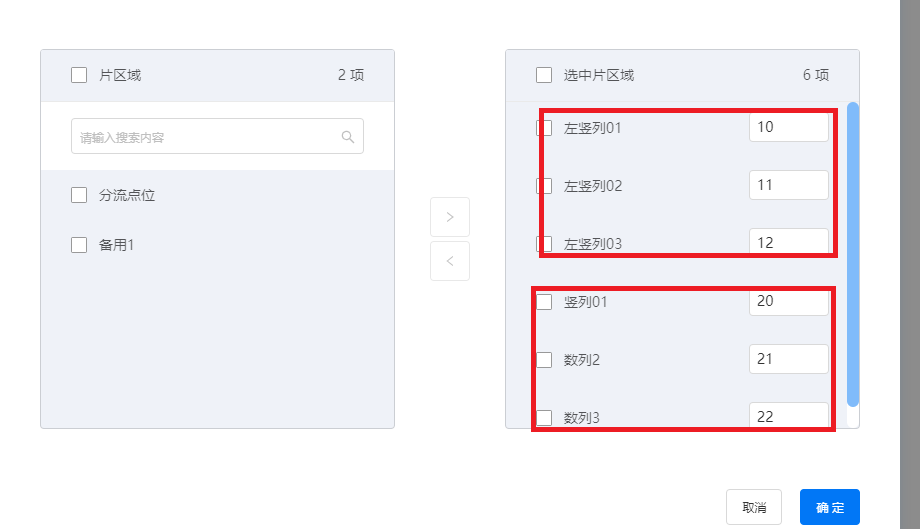 片区域 2 项
请输入搜索内容
分流点位
备用1
>
<
选中片区域 6 项
左竖列01 10
左竖列02 11
左竖列03 12
竖列01 20
数列2 21
数列3 22
取消 确定